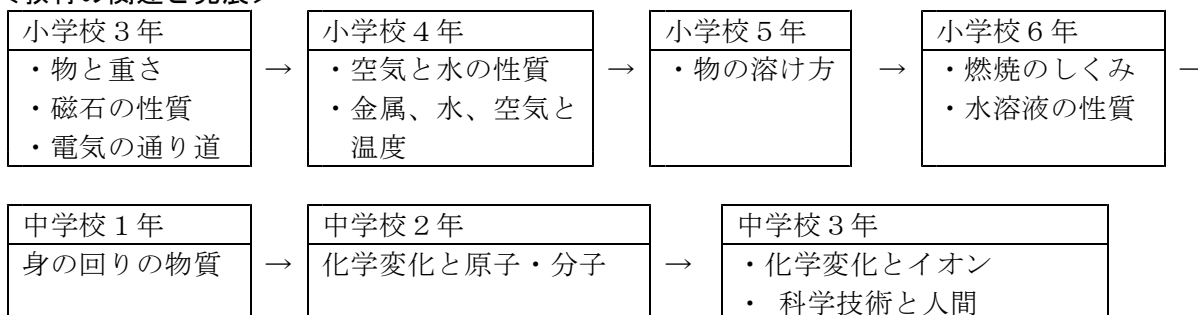 小学校３年 小学校４年 小学校５年 小学校６年
・物と重さ → ・空気と水の性質 → ・物の溶け方 → ・燃焼のしくみ →
・磁石の性質 ・金属、水、空気と ・水溶液の性質
・電気の通り道 温度
中学校１年 中学校２年 中学校３年
身の回りの物質 → 化学変化と原子・分子 → ・化学変化とイオン
・ 科学技術と人間